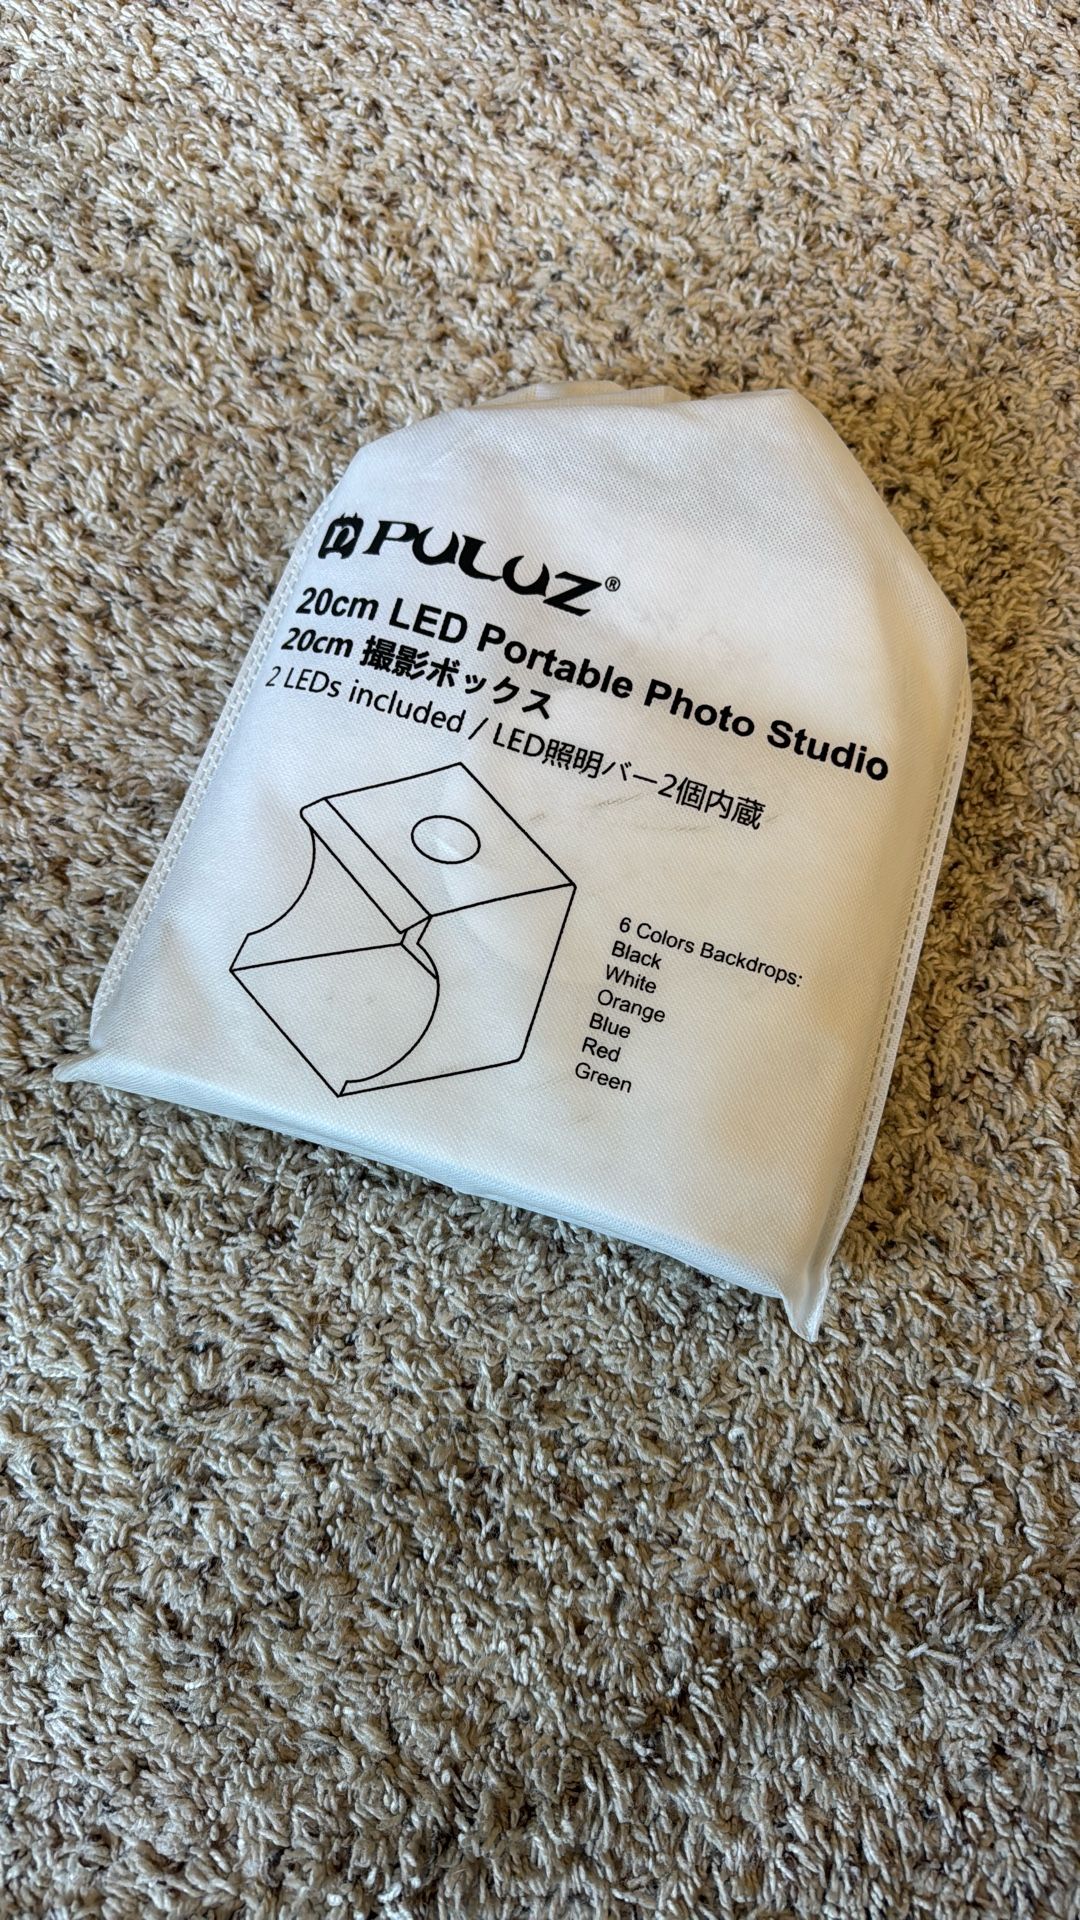 PULUZ®
20cm LED Portable Photo Studio
20cm 撮影ボックス
2 LEDs included / LED照明バー2個内蔵
6 Colors Backdrops:
Black
White
Orange
Blue
Red
Green